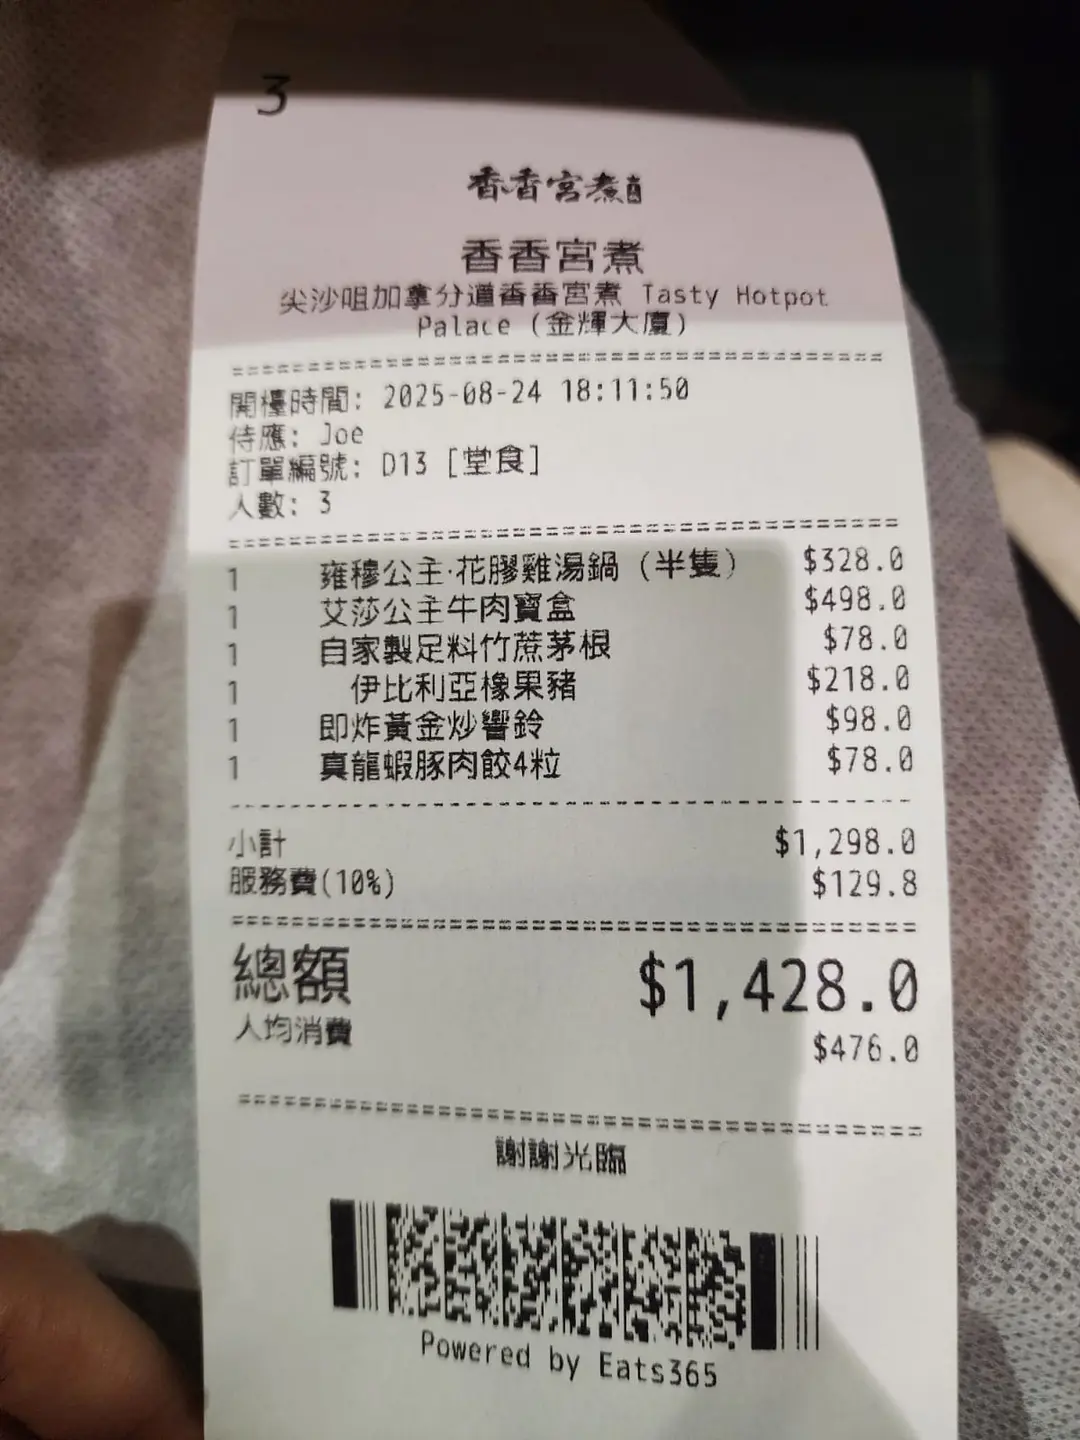 3
香香宮煮
香香宮煮
尖沙咀加拿分道香香宮煮 Tasty Hotpot
Palace (金輝大廈)
開檯時間: 2025-08-24 18:11:50
侍應: Joe
訂單編號: D13 [堂食]
人數: 3
1 雍穆公主·花膠雞湯鍋 (半隻) $328.0
1 艾莎公主牛肉寶盒 $498.0
1 自家製足料竹蔗茅根 $78.0
1 伊比利亞橡果豬 $218.0
1 即炸黃金炒響鈴 $98.0
1 真龍蝦豚肉餃4粒 $78.0
小計 $1,298.0
服務費(10%) $129.8
總額 $1,428.0
人均消費 $476.0
謝謝光臨
Powered by Eats365